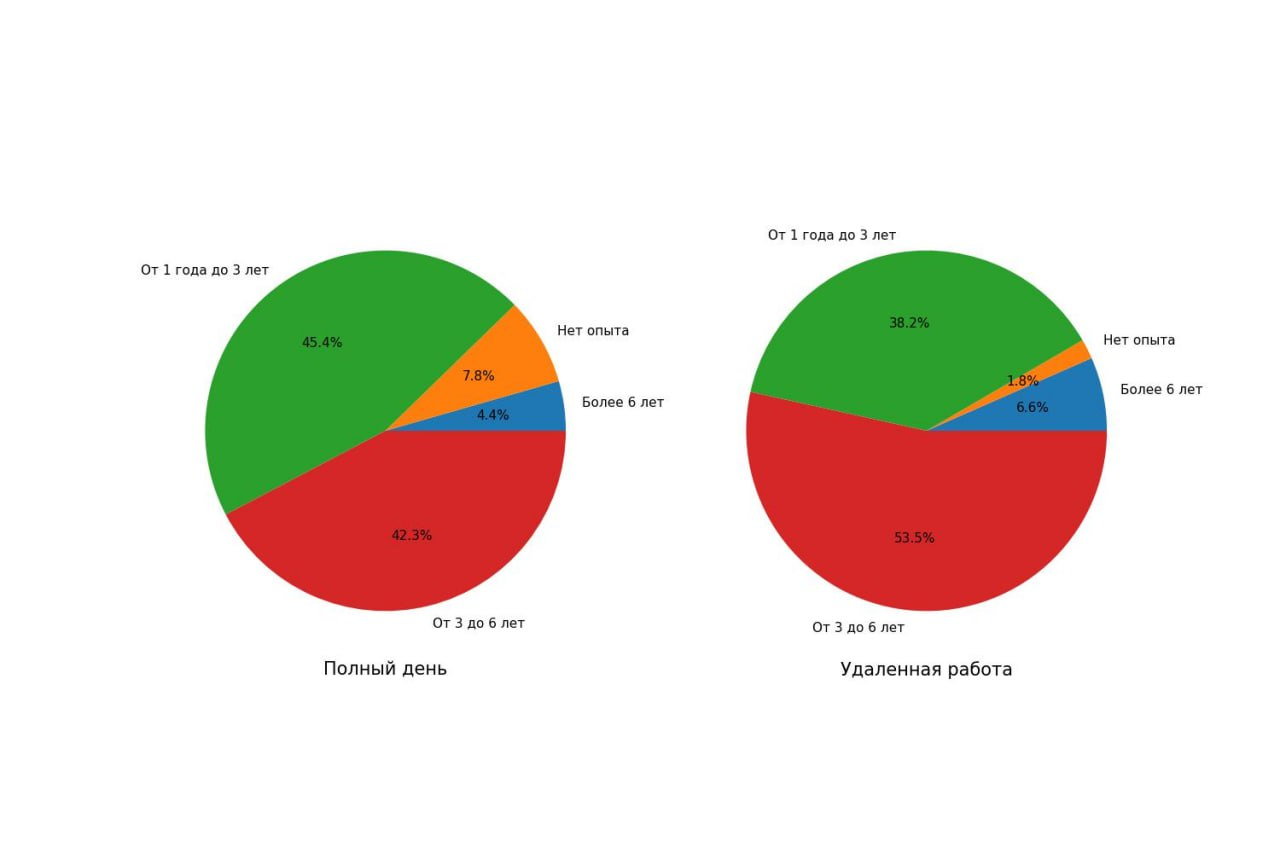 От 1 года до 3 лет
45.4%
Нет опыта
7.8%
Более 6 лет
4.4%
42.3%
От 3 до 6 лет
Полный день
От 1 года до 3 лет
38.2%
Нет опыта
1.8%
Более 6 лет
6.6%
53.5%
От 3 до 6 лет
Удаленная работа